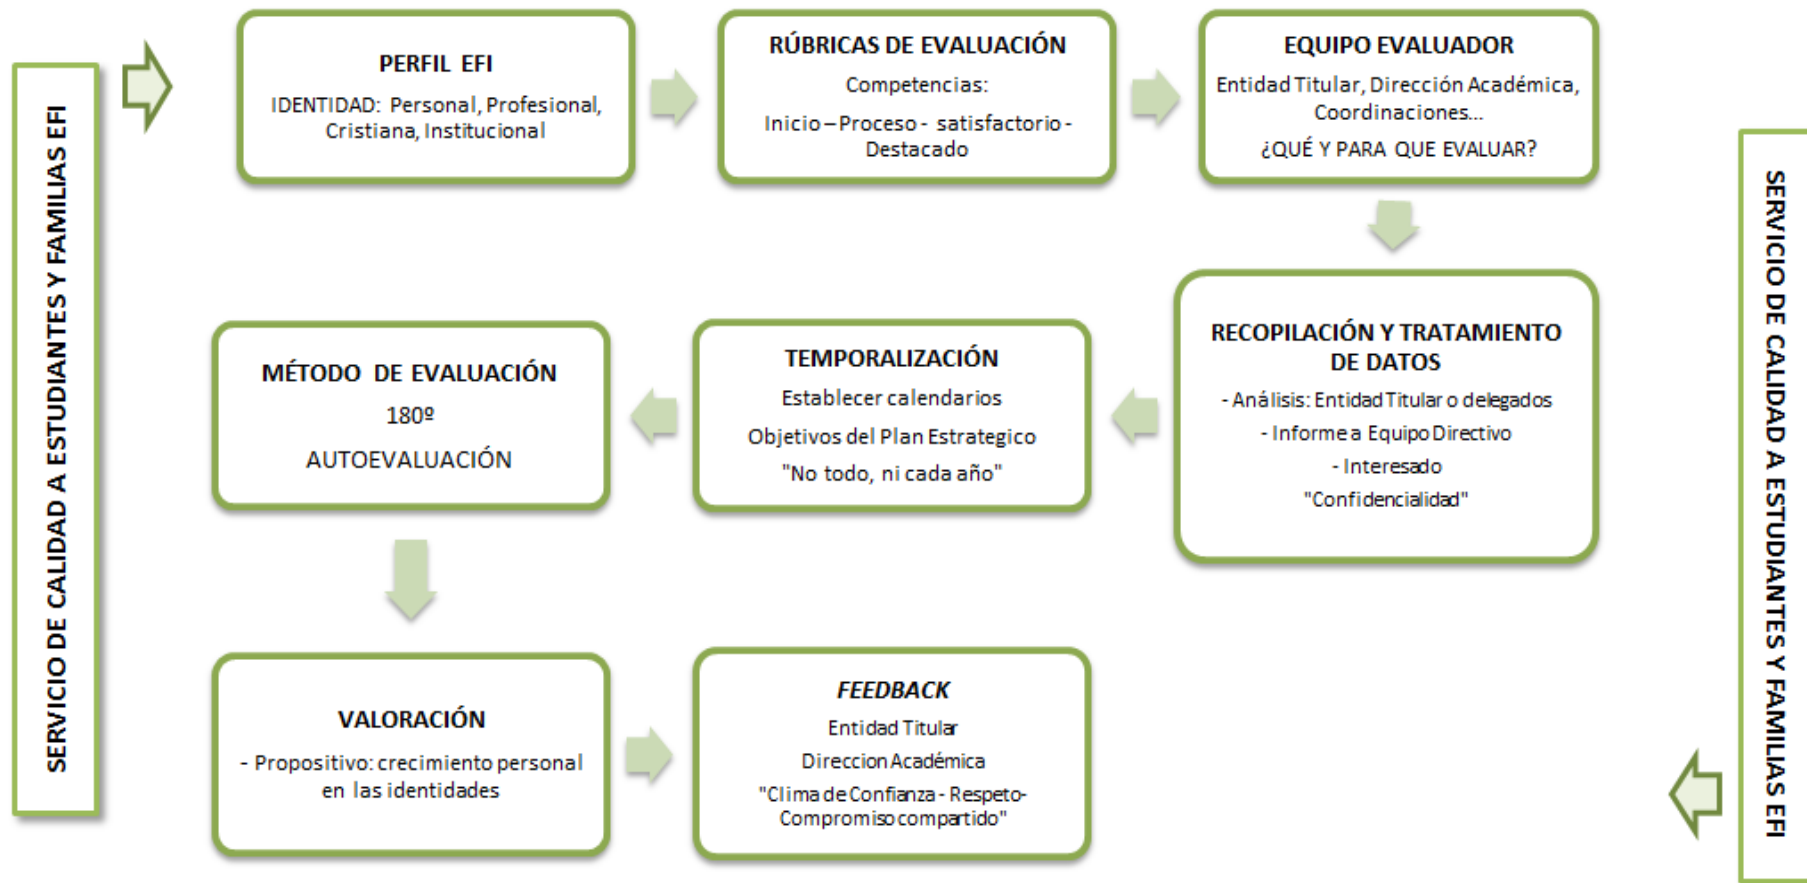 SERVICIO DE CALIDAD A ESTUDIANTES Y FAMILIAS EFI
PERFIL EFI
IDENTIDAD: Personal, Profesional,
Cristiana, Institucional
RÚBRICAS DE EVALUACIÓN
Competencias:
Inicio – Proceso - satisfactorio -
Destacado
EQUIPO EVALUADOR
Entidad Titular, Dirección Académica,
Coordinaciones...
¿QUÉ Y PARA QUE EVALUAR?
RECOPILACIÓN Y TRATAMIENTO
DE DATOS
- Análisis: Entidad Titular o delegados
- Informe a Equipo Directivo
- Interesado
"Confidencialidad"
TEMPORALIZACIÓN
Establecer calendarios
Objetivos del Plan Estrategico
"No todo, ni cada año"
MÉTODO DE EVALUACIÓN
180º
AUTOEVALUACIÓN
VALORACIÓN
- Propositivo: crecimiento personal
en las identidades
FEEDBACK
Entidad Titular
Direccion Académica
"Clima de Confianza - Respeto-
Compromiso compartido"
SERVICIO DE CALIDAD A ESTUDIANTES Y FAMILIAS EFI